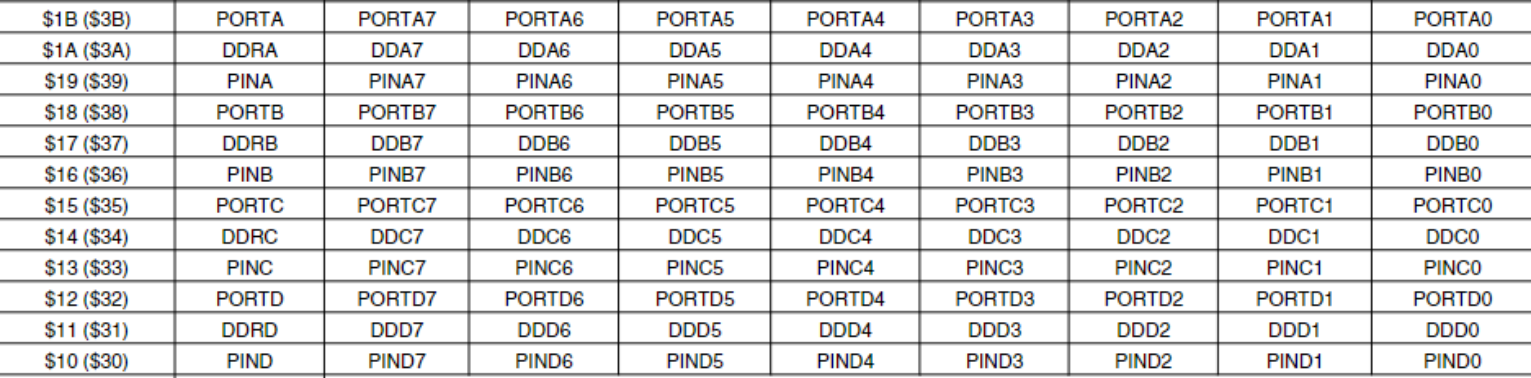 $1B ($3B) PORTA PORTA7 PORTA6 PORTA5 PORTA4 PORTA3 PORTA2 PORTA1 PORTA0
$1A ($3A) DDRA DDA7 DDA6 DDA5 DDA4 DDA3 DDA2 DDA1 DDA0
$19 ($39) PINA PINA7 PINA6 PINA5 PINA4 PINA3 PINA2 PINA1 PINA0
$18 ($38) PORTB PORTB7 PORTB6 PORTB5 PORTB4 PORTB3 PORTB2 PORTB1 PORTB0
$17 ($37) DDRB DDB7 DDB6 DDB5 DDB4 DDB3 DDB2 DDB1 DDB0
$16 ($36) PINB PINB7 PINB6 PINB5 PINB4 PINB3 PINB2 PINB1 PINB0
$15 ($35) PORTC PORTC7 PORTC6 PORTC5 PORTC4 PORTC3 PORTC2 PORTC1 PORTC0
$14 ($34) DDRC DDC7 DDC6 DDC5 DDC4 DDC3 DDC2 DDC1 DDC0
$13 ($33) PINC PINC7 PINC6 PINC5 PINC4 PINC3 PINC2 PINC1 PINC0
$12 ($32) PORTD PORTD7 PORTD6 PORTD5 PORTD4 PORTD3 PORTD2 PORTD1 PORTD0
$11 ($31) DDRD DDD7 DDD6 DDD5 DDD4 DDD3 DDD2 DDD1 DDD0
$10 ($30) PIND PIND7 PIND6 PIND5 PIND4 PIND3 PIND2 PIND1 PIND0